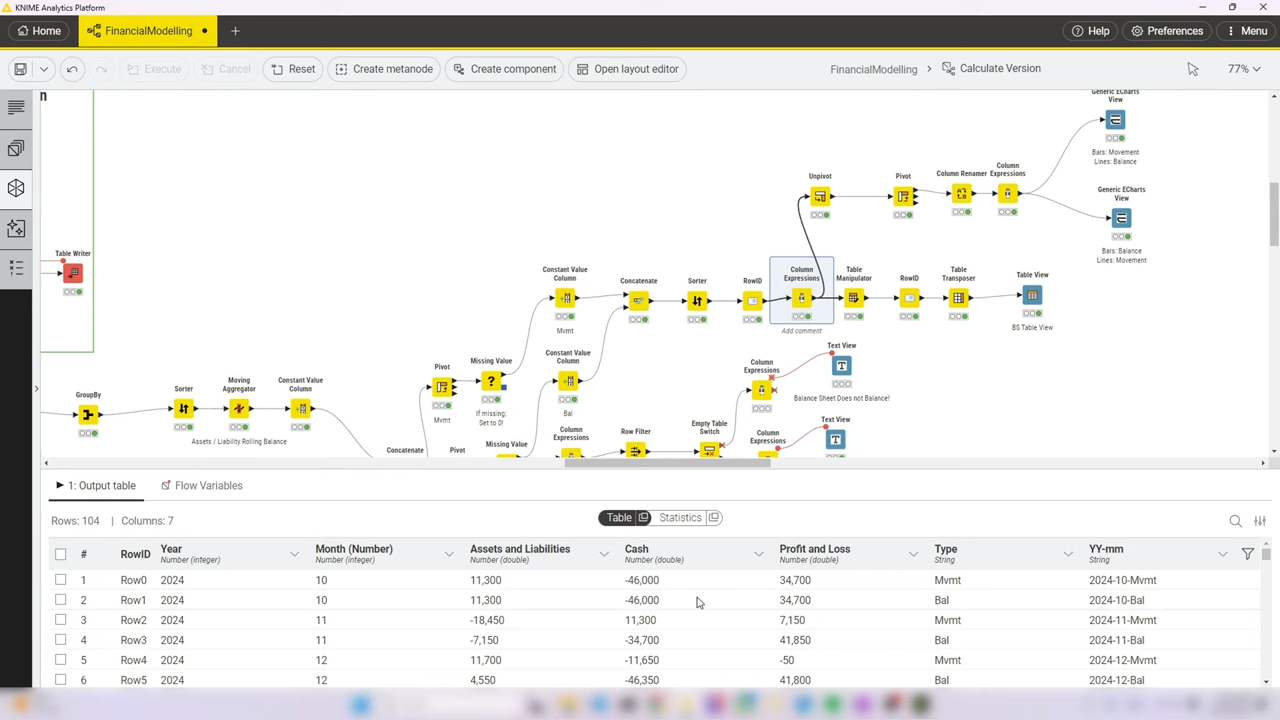 KNIME Analytics Platform
Home
FinancialModelling
Help
Preferences
Menu
Execute
Cancel
Reset
Create metanode
Create component
Open layout editor
FinancialModelling
Calculate Version
77%
n
Generic ECharts
View
Bars: Movement
Lines: Balance
Unpivot
Pivot
Column Renamer
Column
Expressions
Generic ECharts
View
Bars: Balance
Lines: Movement
Table Writer
Constant Value
Column
Mvmt
Concatenate
Sorter
RowID
Column
Expressions
Add comment
Table
Manipulator
RowID
Table
Transposer
Table View
BS Table View
Pivot
Mvmt
Missing Value
If missing:
Set to 0!
Constant Value
Column
Bal
Column
Expressions
Text View
Balance Sheet Does not Balance!
GroupBy
Sorter
Moving
Aggregator
Constant Value
Column
Assets / Liability Rolling Balance
Concatenate
Pivot
Missing Value
Column
Expressions
Row Filter
Empty Table
Switch
Column
Expressions
Text View
1: Output table
Flow Variables
Rows: 104 | Columns: 7
Table
Statistics
# RowID Year Month (Number) Assets and Liabilities Cash Profit and Loss Type YY-mm
Number (integer) Number (integer) Number (double) Number (double) Number (double) String String
1 Row0 2024 10 11,300 -46,000 34,700 Mvmt 2024-10-Mvmt
2 Row1 2024 10 11,300 -46,000 34,700 Bal 2024-10-Bal
3 Row2 2024 11 -18,450 11,300 7,150 Mvmt 2024-11-Mvmt
4 Row3 2024 11 -7,150 -34,700 41,850 Bal 2024-11-Bal
5 Row4 2024 12 11,700 -11,650 -50 Mvmt 2024-12-Mvmt
6 Row5 2024 12 4,550 -46,350 41,800 Bal 2024-12-Bal